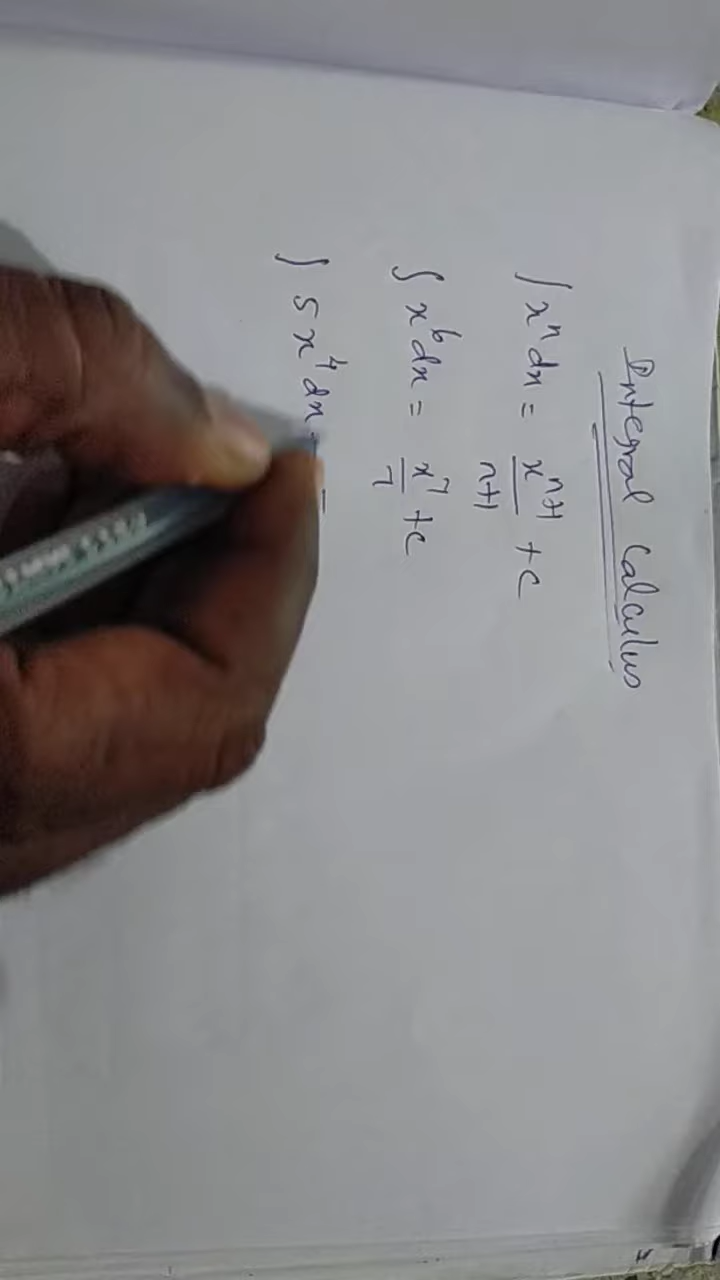 Integral Calculus
∫ xⁿ dx = xⁿ⁺¹/n+1 + c
∫ x⁶ dx = x⁷/7 + c
∫ 5x⁴ dx =